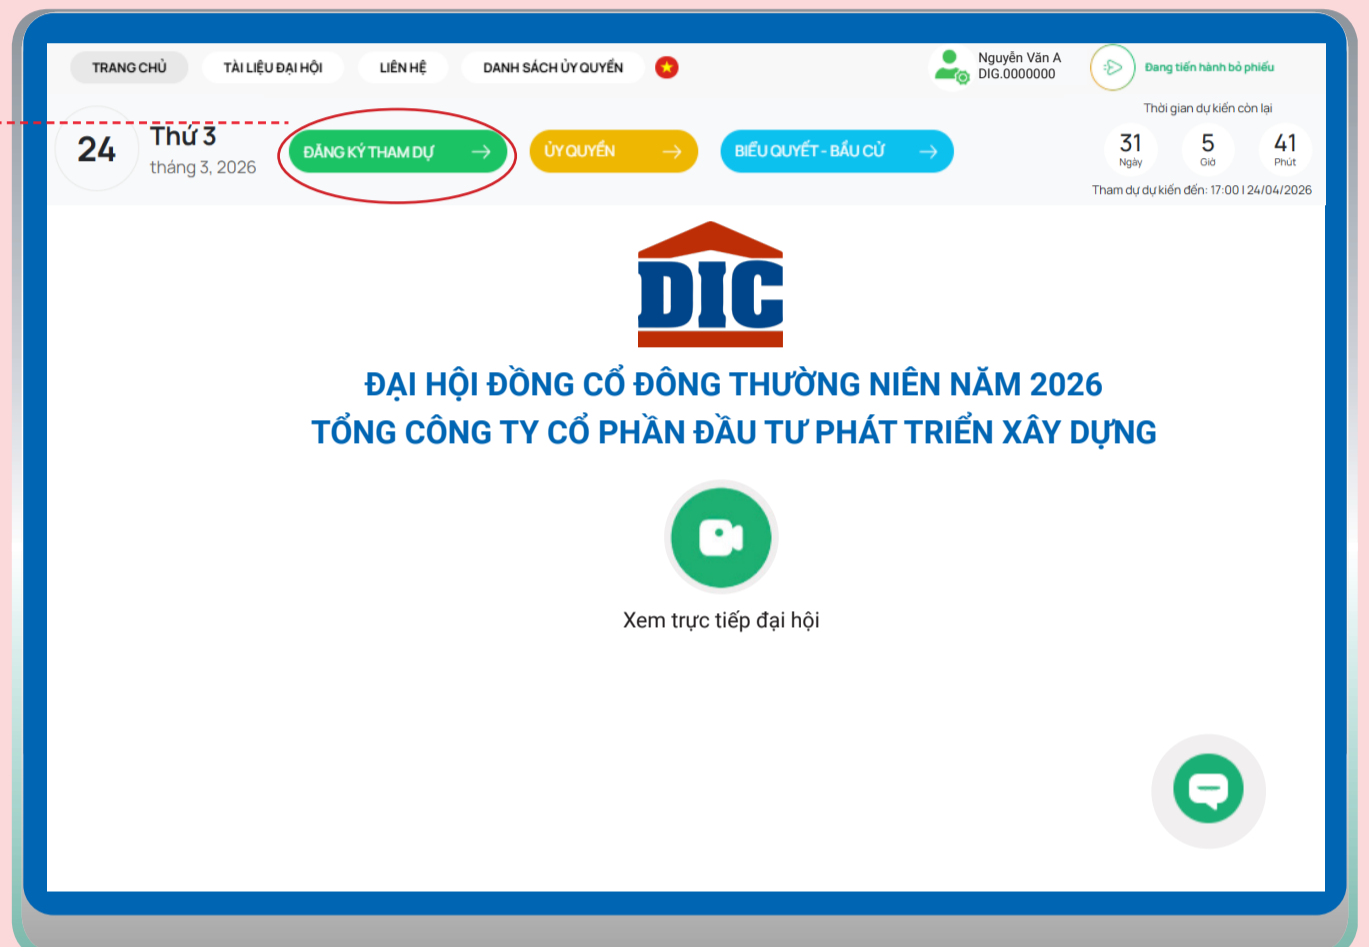 TRANG CHỦ
TÀI LIỆU ĐẠI HỘI
LIÊN HỆ
DANH SÁCH ỦY QUYỀN
Nguyễn Văn A
DIG.0000000
Đang tiến hành bỏ phiếu
24
Thứ 3
tháng 3, 2026
ĐĂNG KÝ THAM DỰ
ỦY QUYỀN
BIỂU QUYẾT - BẦU CỬ
Thời gian dự kiến còn lại
31 5 41
Ngày Giờ Phút
Tham dự dự kiến đến: 17:00 | 24/04/2026
DIC
ĐẠI HỘI ĐỒNG CỔ ĐÔNG THƯỜNG NIÊN NĂM 2026
TỔNG CÔNG TY CỔ PHẦN ĐẦU TƯ PHÁT TRIỂN XÂY DỰNG
Xem trực tiếp đại hội